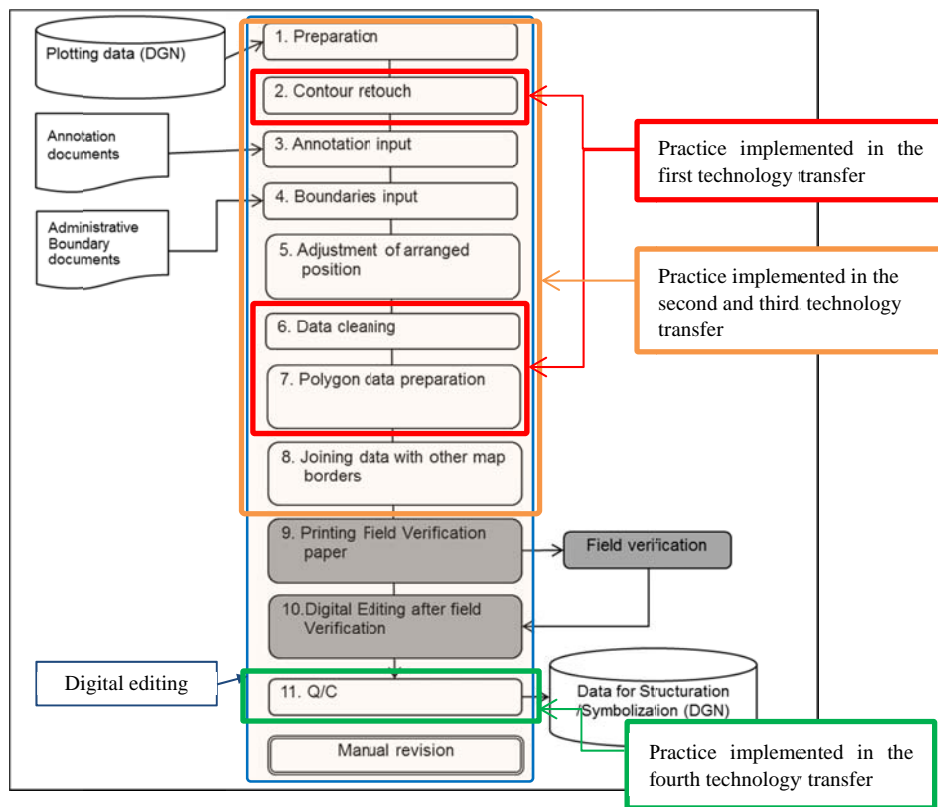 Plotting data (DGN)
1. Preparation
2. Contour retouch
Annotation
documents
3. Annotation input
4. Boundaries input
Administrative
Boundary
documents
5. Adjustment of arranged
position
6. Data cleaning
7. Polygon data preparation
8. Joining data with other map
borders
9. Printing Field Verification
paper
Field verification
10.Digital Editing after field
Verification
11. Q/C
Data for Structuration
/Symbolization (DGN)
Manual revision
Digital editing
Practice implemented in the
first technology transfer
Practice implemented in the
second and third technology
transfer
Practice implemented in the
fourth technology transfer